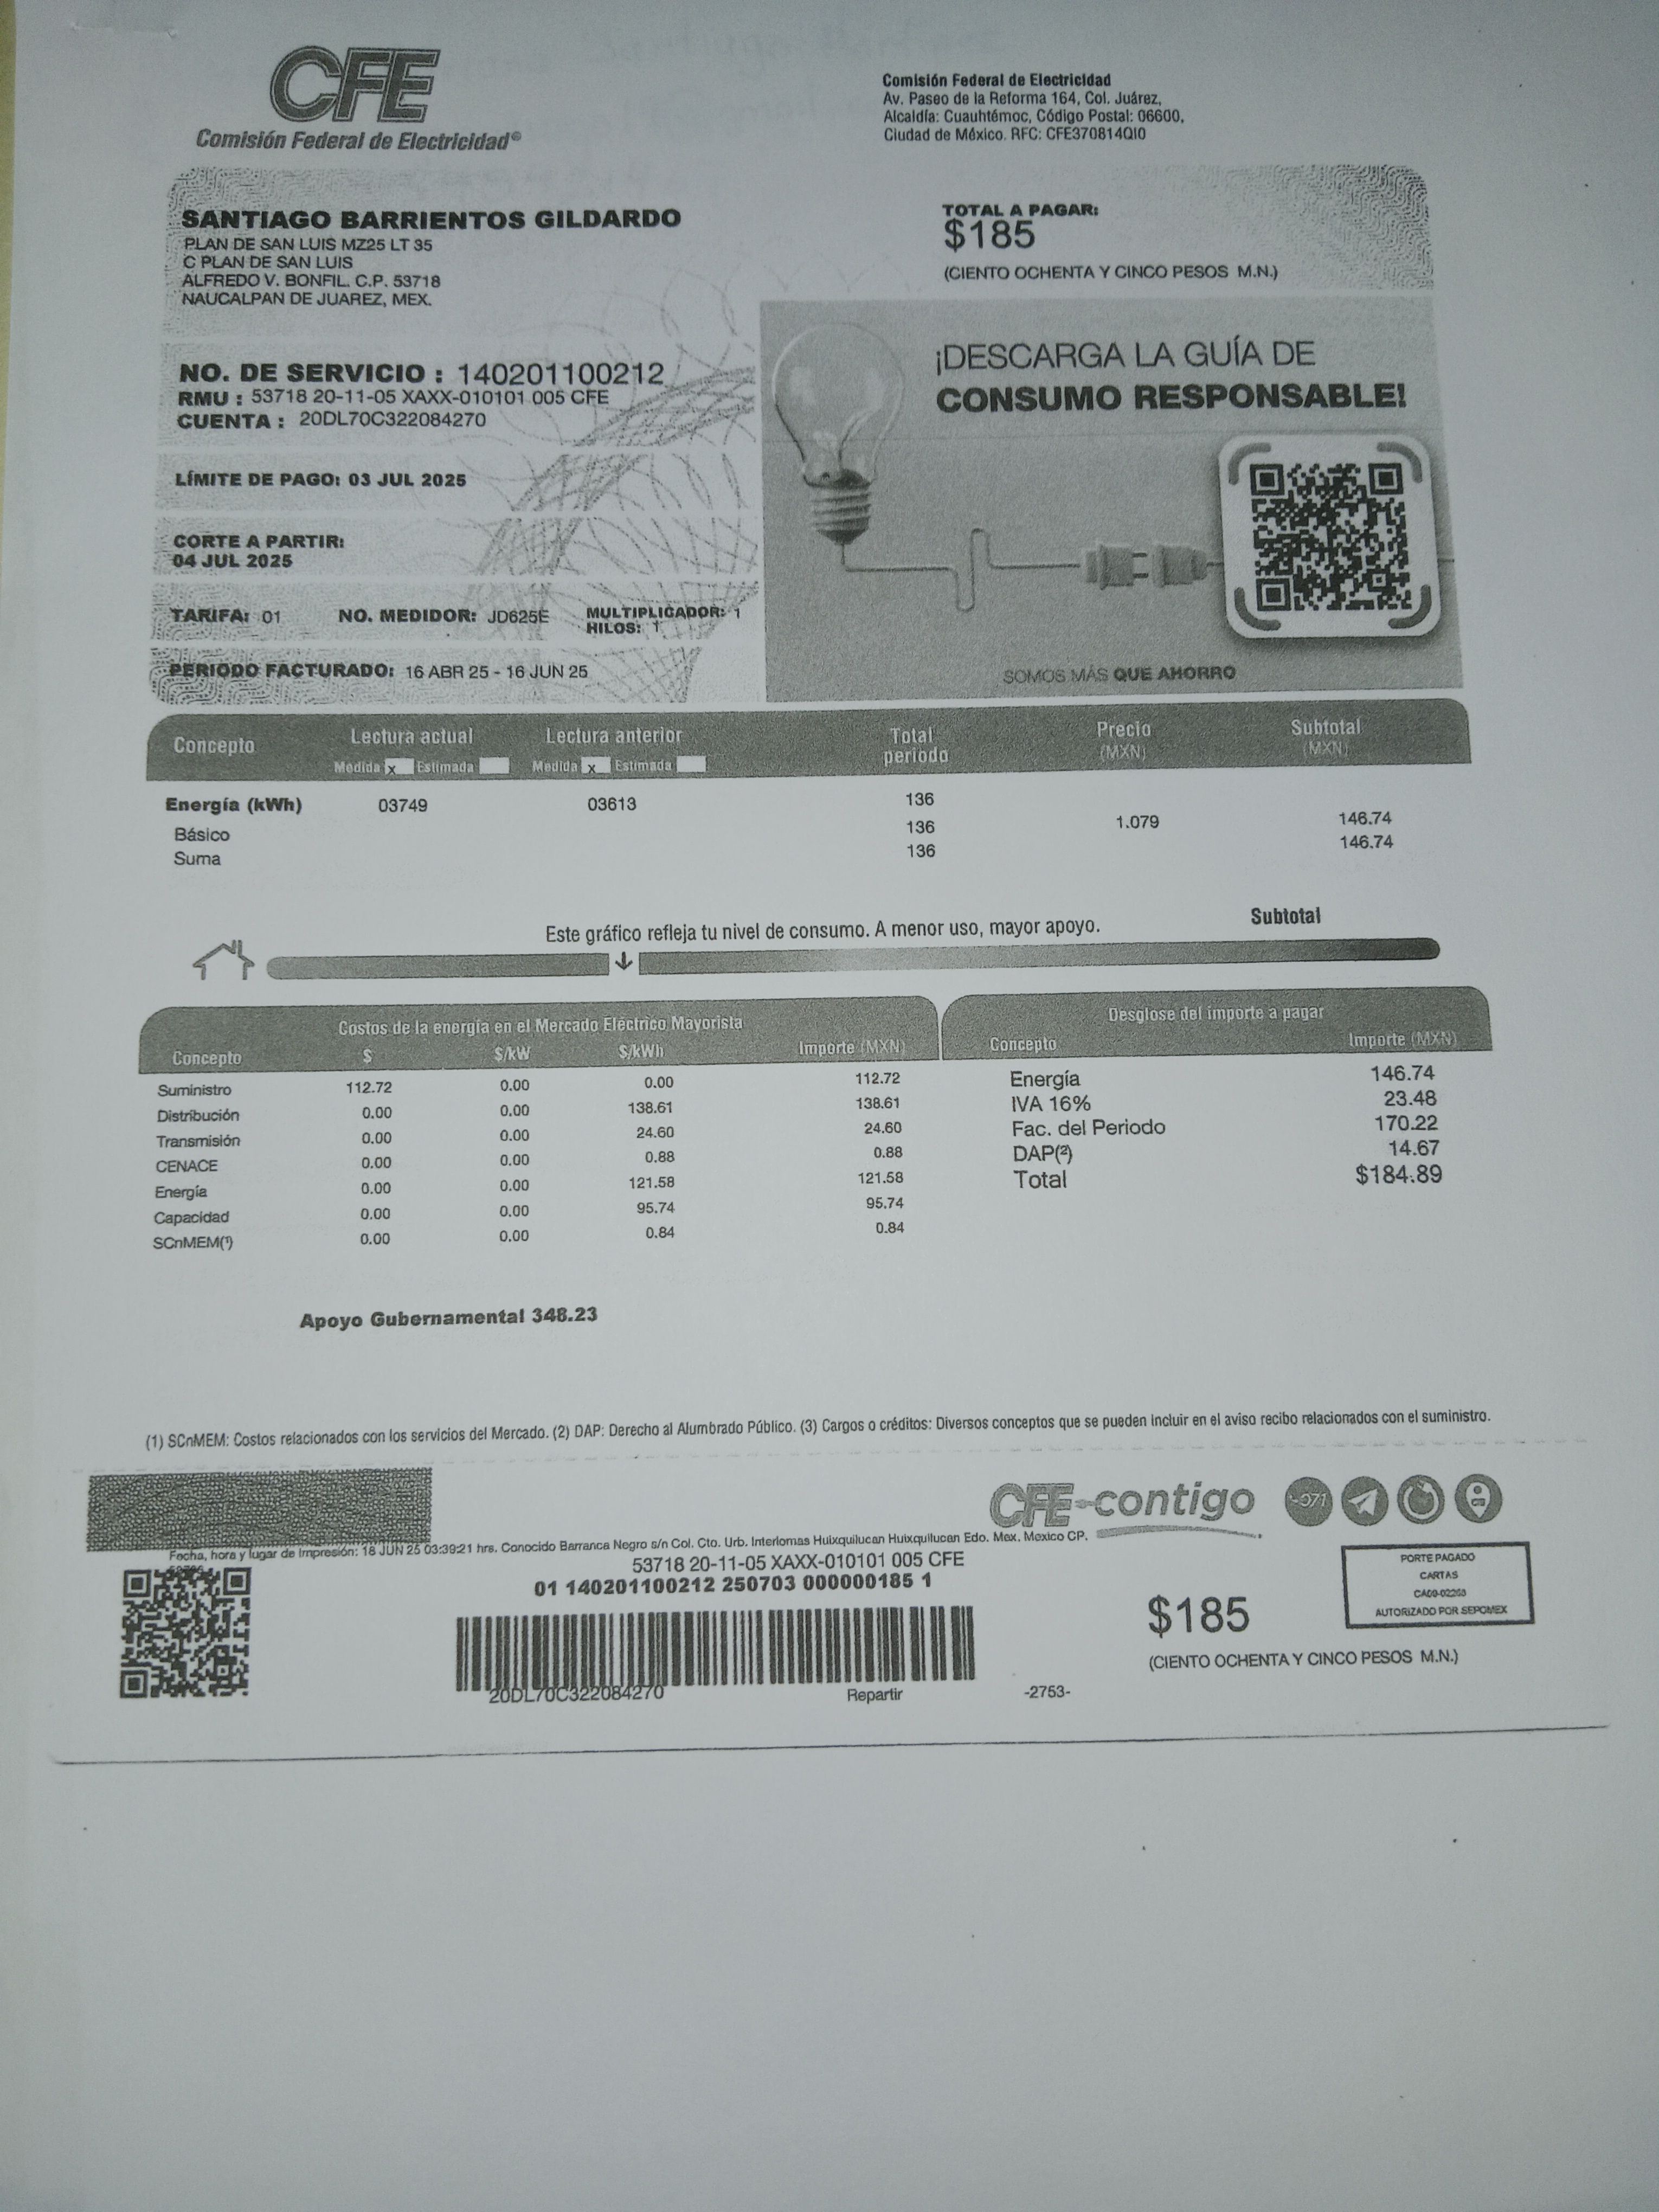 CFE
Comisión Federal de Electricidad®
Comisión Federal de Electricidad
Av. Paseo de la Reforma 164, Col. Juárez,
Alcaldía: Cuauhtémoc, Código Postal: 06600,
Ciudad de México. RFC: CFE370814QI0
SANTIAGO BARRIENTOS GILDARDO
PLAN DE SAN LUIS MZ25 LT 35
C PLAN DE SAN LUIS
ALFREDO V. BONFIL. C.P. 53718
NAUCALPAN DE JUAREZ, MEX.
TOTAL A PAGAR:
$185
(CIENTO OCHENTA Y CINCO PESOS M.N.)
NO. DE SERVICIO : 140201100212
RMU : 53718 20-11-05 XAXX-010101 005 CFE
CUENTA : 20DL70C322084270
LÍMITE DE PAGO: 03 JUL 2025
CORTE A PARTIR:
04 JUL 2025
TARIFA: 01 NO. MEDIDOR: JD625E MULTIPLICADOR: 1
HILOS: 1
PERIODO FACTURADO: 16 ABR 25 - 16 JUN 25
¡DESCARGA LA GUÍA DE
CONSUMO RESPONSABLE!
SOMOS MÁS QUE AHORRO
Concepto Lectura actual Lectura anterior Total periodo Precio (MXN) Subtotal (MXN)
Medida x Estimada Medida x Estimada
Energía (kWh) 03749 03613 136
Básico 136 1.079 146.74
Suma 136 146.74
Subtotal
Este gráfico refleja tu nivel de consumo. A menor uso, mayor apoyo.
Costos de la energía en el Mercado Eléctrico Mayorista
Concepto $ $/kW $/kWh Importe (MXN)
Suministro 112.72 0.00 0.00 112.72
Distribución 0.00 0.00 138.61 138.61
Transmisión 0.00 0.00 24.60 24.60
CENACE 0.00 0.00 0.88 0.88
Energía 0.00 0.00 121.58 121.58
Capacidad 0.00 0.00 95.74 95.74
SCnMEM(¹) 0.00 0.00 0.84 0.84
Desglose del importe a pagar
Concepto Importe (MXN)
Energía 146.74
IVA 16% 23.48
Fac. del Periodo 170.22
DAP(²) 14.67
Total $184.89
Apoyo Gubernamental 348.23
(1) SCnMEM: Costos relacionados con los servicios del Mercado. (2) DAP: Derecho al Alumbrado Público. (3) Cargos o créditos: Diversos conceptos que se pueden incluir en el aviso recibo relacionados con el suministro.
CFE contigo
071
Fecha, hora y lugar de impresión: 18 JUN 25 03:39:21 hrs. Conocido Barranca Negro s/n Col. Cto. Urb. Interlomas Huixquilucan Huixquilucan Edo. Mex. Mexico CP.
53718 20-11-05 XAXX-010101 005 CFE
01 140201100212 250703 000000185 1
20DL70C322084270 Repartir -2753-
$185
(CIENTO OCHENTA Y CINCO PESOS M.N.)
PORTE PAGADO
CARTAS
AUTORIZADO POR SEPOMEX